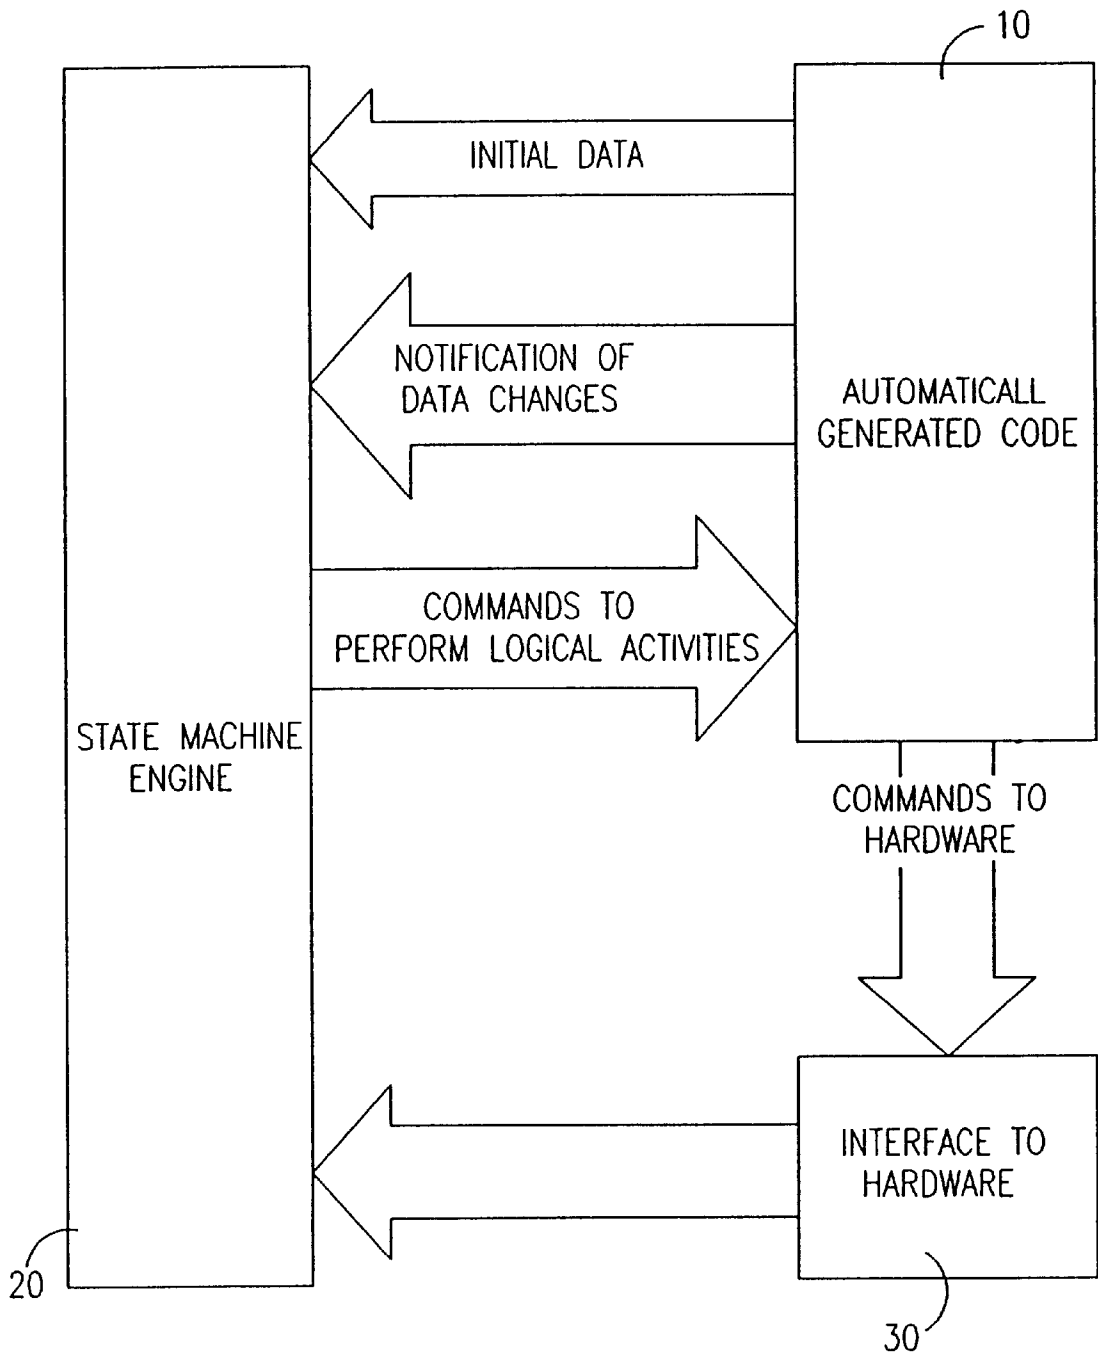 10
INITIAL DATA
NOTIFICATION OF
DATA CHANGES
AUTOMATICALL
GENERATED CODE
COMMANDS TO
PERFORM LOGICAL ACTIVITIES
STATE MACHINE
ENGINE
COMMANDS TO
HARDWARE
INTERFACE TO
HARDWARE
20
30